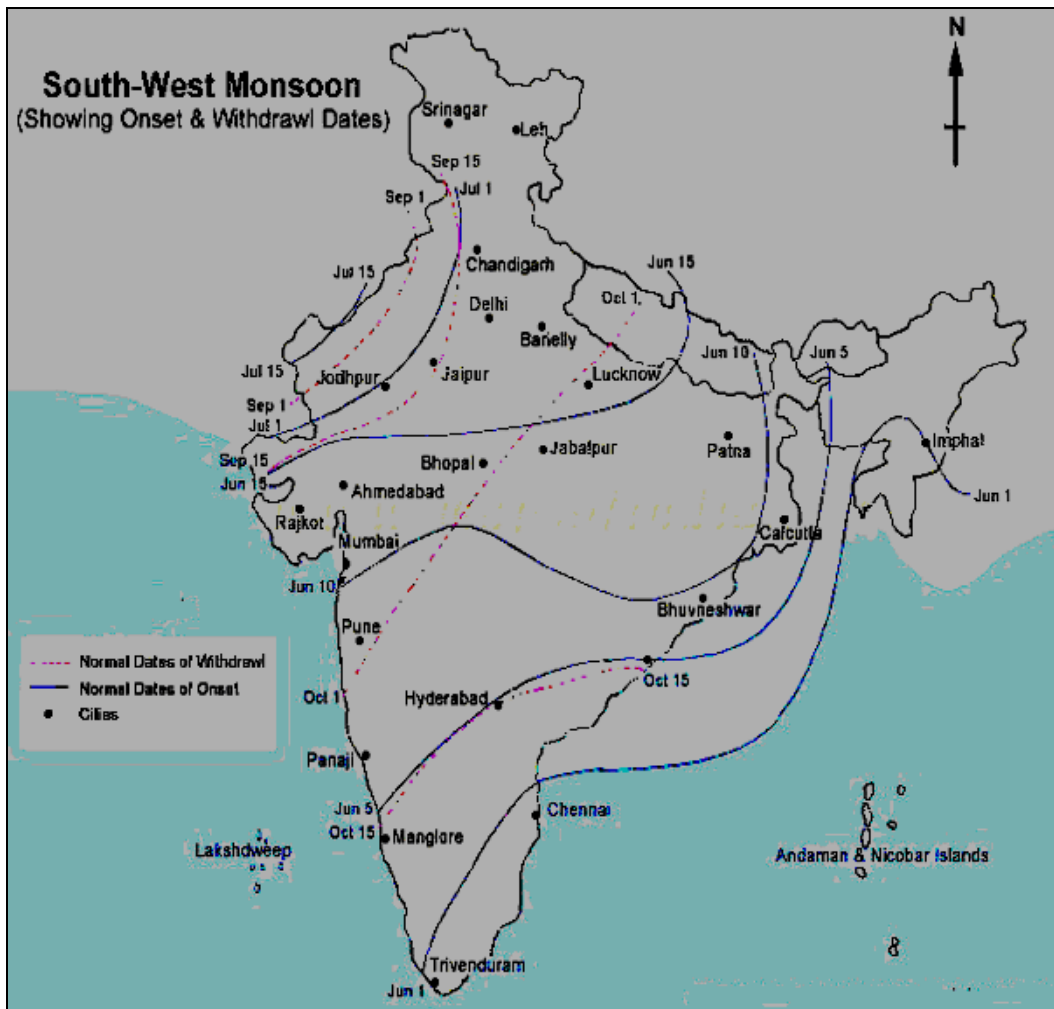 South-West Monsoon
(Showing Onset & Withdrawl Dates)
N
Srinagar
Leh
Sep 15
Jul 1
Sep 1
Chandigarh
Jul 15
Jun 15
Oct 1
Delhi
Bareilly
Jun 10
Jun 5
Jul 15
Jodhpur
Jaipur
Lucknow
Sep 1
Jul 1
Imphal
Patna
Sep 15
Bhopal
Jabalpur
Jun 15
Ahmedabad
Jun 1
Rajkot
Calcutta
Mumbai
Jun 10
Bhuvneshwar
Pune
Normal Dates of Withdrawl
Normal Dates of Onset
Cities
Oct 15
Oct 1
Hyderabad
Panaji
Jun 5
Chennai
Oct 15
Manglore
Lakshdweep
Andaman & Nicobar Islands
Trivenduram
Jun 1